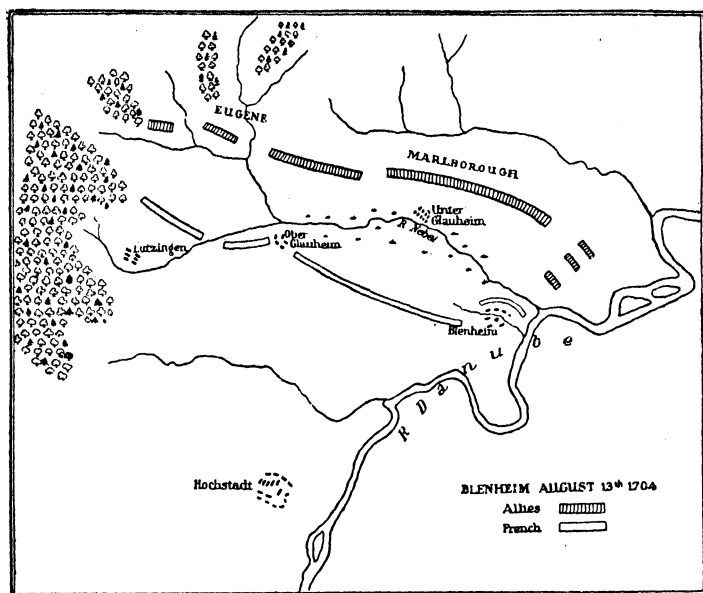 EUGENE
MARLBOROUGH
Unter
Glauheim
R Nebel
Lutzingen
Ober
Glauheim
Blenheim
R Danube
Hochstadt
BLENHEIM AUGUST 13th 1704
Allies
French